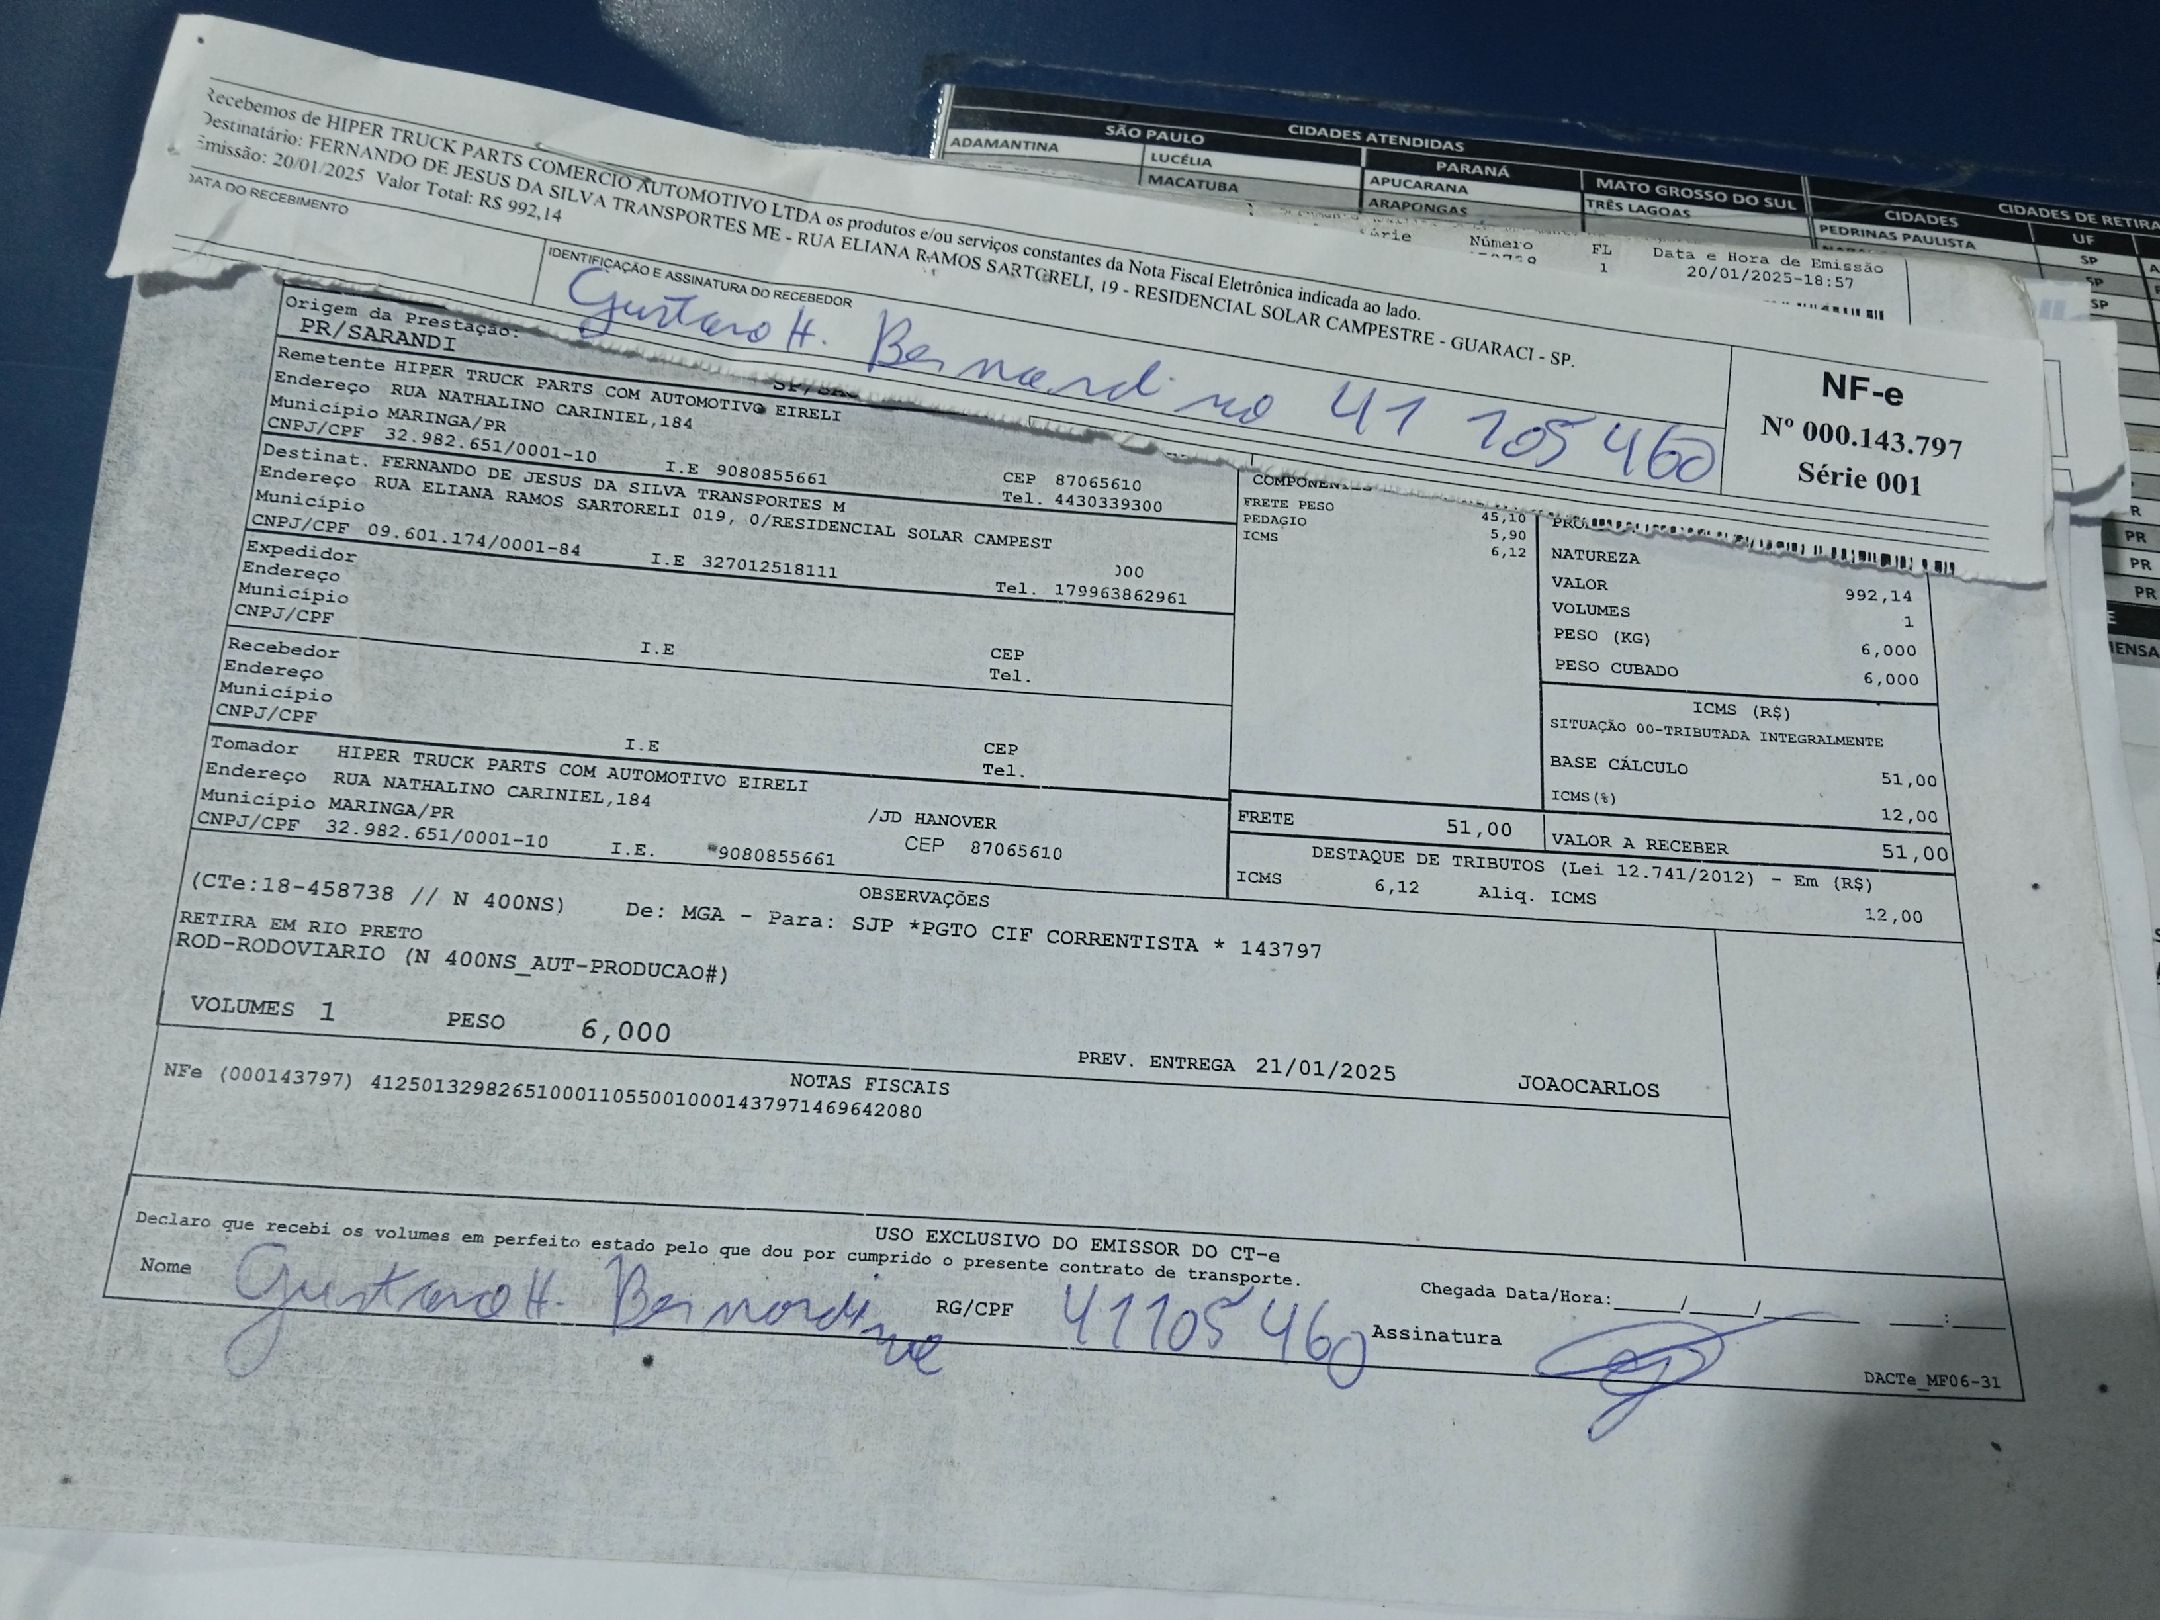 CIDADES ATENDIDAS
SÃO PAULO PARANÁ MATO GROSSO DO SUL CIDADES CIDADES DE RETIRA
ADAMANTINA LUCÉLIA APUCARANA TRÊS LAGOAS PEDRINAS PAULISTA UF
MACATUBA ARAPONGAS SP
SP
SP
Número FL Data e Hora de Emissão
1 20/01/2025-18:57
Recebemos de HIPER TRUCK PARTS COMERCIO AUTOMOTIVO LTDA os produtos e/ou serviços constantes da Nota Fiscal Eletrônica indicada ao lado.
Destinatário: FERNANDO DE JESUS DA SILVA TRANSPORTES ME - RUA ELIANA RAMOS SARTORELI, 19 - RESIDENCIAL SOLAR CAMPESTRE - GUARACI - SP.
Emissão: 20/01/2025 Valor Total: R$ 992,14
DATA DO RECEBIMENTO
IDENTIFICAÇÃO E ASSINATURA DO RECEBEDOR
Gustavo H. Bernardino 41 105 460
NF-e
Nº 000.143.797
Série 001
Origem da Prestação:
PR/SARANDI
Remetente HIPER TRUCK PARTS COM AUTOMOTIVO EIRELI
Endereço RUA NATHALINO CARINIEL,184
Município MARINGA/PR CEP 87065610
CNPJ/CPF 32.982.651/0001-10 I.E 9080855661 Tel. 4430339300
Destinat. FERNANDO DE JESUS DA SILVA TRANSPORTES M
Endereço RUA ELIANA RAMOS SARTORELI 019, 0/RESIDENCIAL SOLAR CAMPEST
Município 000
CNPJ/CPF 09.601.174/0001-84 I.E 327012518111 Tel. 179963862961
Expedidor
Endereço
Município CEP
CNPJ/CPF I.E Tel.
Recebedor
Endereço
Município CEP
CNPJ/CPF I.E Tel.
Tomador HIPER TRUCK PARTS COM AUTOMOTIVO EIRELI
Endereço RUA NATHALINO CARINIEL,184 /JD HANOVER
Município MARINGA/PR CEP 87065610
CNPJ/CPF 32.982.651/0001-10 I.E. 9080855661
FRETE PESO 45,10
PEDAGIO 5,90
ICMS 6,12
NATUREZA
VALOR 992,14
VOLUMES 1
PESO (KG) 6,000
PESO CUBADO 6,000
ICMS (R$)
SITUAÇÃO 00-TRIBUTADA INTEGRALMENTE
BASE CÁLCULO 51,00
ICMS(%) 12,00
FRETE 51,00 VALOR A RECEBER 51,00
DESTAQUE DE TRIBUTOS (Lei 12.741/2012) - Em (R$)
ICMS 6,12 Aliq. ICMS 12,00
OBSERVAÇÕES
(CTe:18-458738 // N 400NS) De: MGA - Para: SJP *PGTO CIF CORRENTISTA * 143797
RETIRA EM RIO PRETO
ROD-RODOVIARIO (N 400NS_AUT-PRODUCAO#)
VOLUMES 1 PESO 6,000 PREV. ENTREGA 21/01/2025 JOAOCARLOS
NOTAS FISCAIS
NFe (000143797) 41250132982651000110550010001437971469642080
USO EXCLUSIVO DO EMISSOR DO CT-e
Declaro que recebi os volumes em perfeito estado pelo que dou por cumprido o presente contrato de transporte.
Chegada Data/Hora:_____/_____/_______ ____:____
Nome Gustavo H. Bernardino RG/CPF 41105460 Assinatura
DACTe_MF06-31
PR
PR
PR